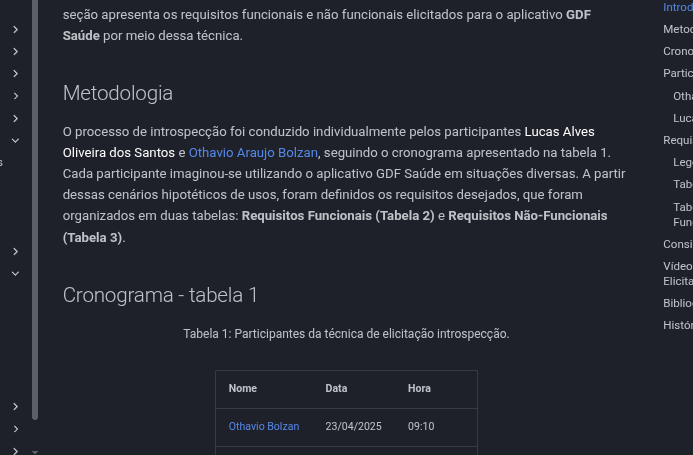 seção apresenta os requisitos funcionais e não funcionais elicitados para o aplicativo GDF
Saúde por meio dessa técnica.
Metodologia
O processo de introspecção foi conduzido individualmente pelos participantes Lucas Alves
Oliveira dos Santos e Othavio Araujo Bolzan, seguindo o cronograma apresentado na tabela 1.
Cada participante imaginou-se utilizando o aplicativo GDF Saúde em situações diversas. A partir
dessas cenários hipotéticos de usos, foram definidos os requisitos desejados, que foram
organizados em duas tabelas: Requisitos Funcionais (Tabela 2) e Requisitos Não-Funcionais
(Tabela 3).
Cronograma - tabela 1
Tabela 1: Participantes da técnica de elicitação introspecção.
Nome Data Hora
Othavio Bolzan 23/04/2025 09:10
Introd
Metod
Crono
Partic
Otha
Luca
Requi
Lege
Tabe
Tabe
Fun
Consi
Vídeo
Elicita
Biblio
Histór